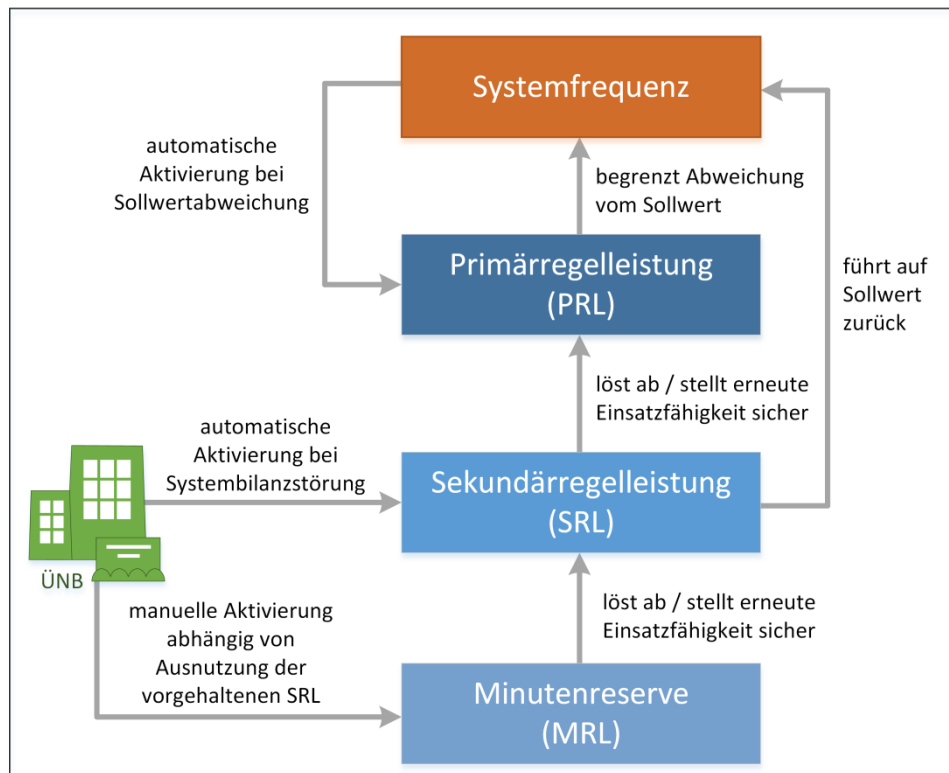 Systemfrequenz
automatische
Aktivierung bei
Sollwertabweichung
begrenzt Abweichung
vom Sollwert
Primärregelleistung
(PRL)
führt auf
Sollwert
zurück
löst ab / stellt erneute
Einsatzfähigkeit sicher
automatische
Aktivierung bei
Systembilanzstörung
Sekundärregelleistung
(SRL)
ÜNB
manuelle Aktivierung
abhängig von
Ausnutzung der
vorgehaltenen SRL
löst ab / stellt erneute
Einsatzfähigkeit sicher
Minutenreserve
(MRL)